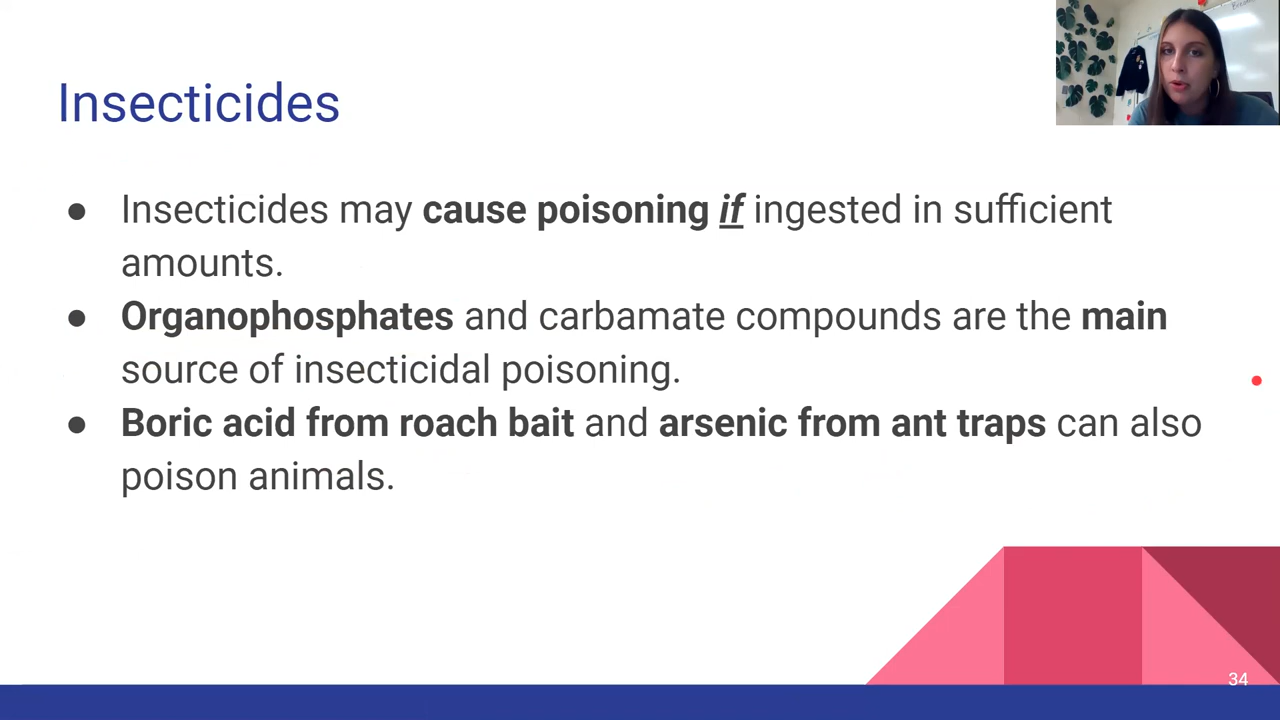 Insecticides
● Insecticides may cause poisoning if ingested in sufficient
amounts.
● Organophosphates and carbamate compounds are the main
source of insecticidal poisoning.
● Boric acid from roach bait and arsenic from ant traps can also
poison animals.
34